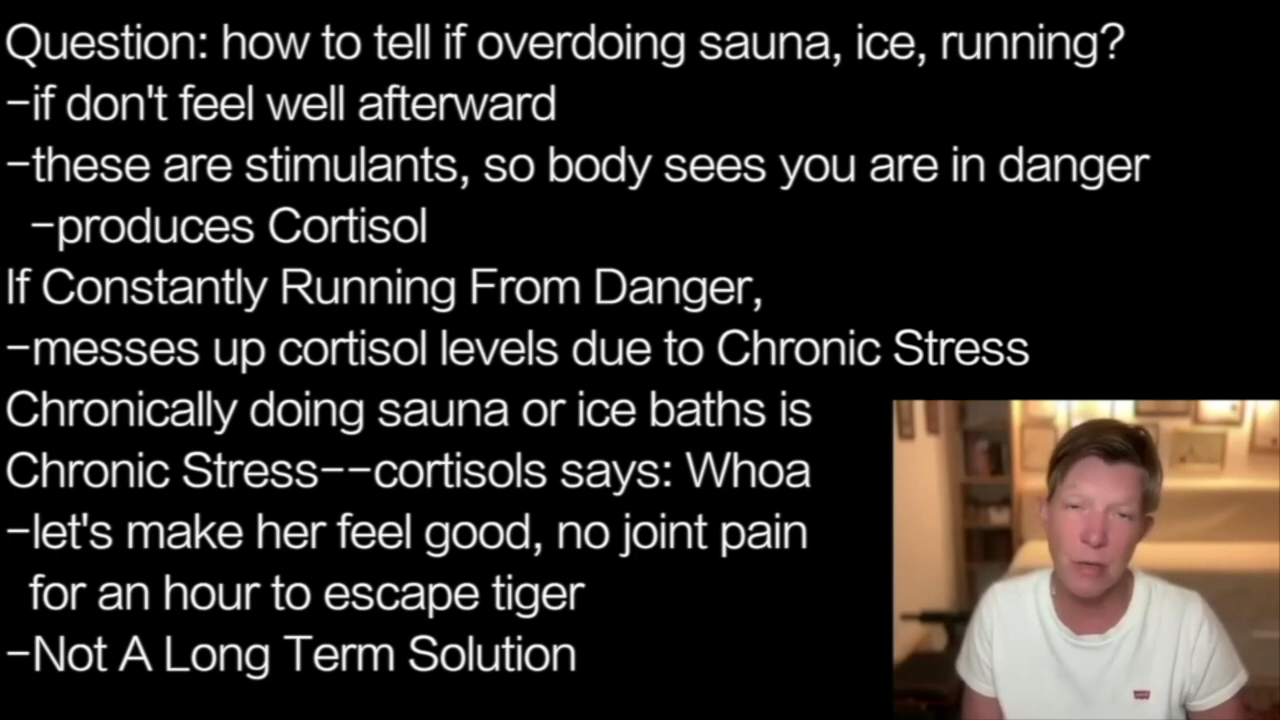 Question: how to tell if overdoing sauna, ice, running?
-if don't feel well afterward
-these are stimulants, so body sees you are in danger
-produces Cortisol
If Constantly Running From Danger,
-messes up cortisol levels due to Chronic Stress
Chronically doing sauna or ice baths is
Chronic Stress--cortisols says: Whoa
-let's make her feel good, no joint pain
for an hour to escape tiger
-Not A Long Term Solution